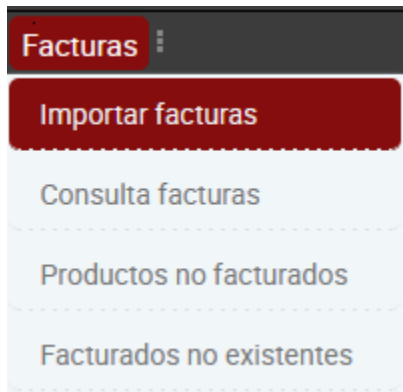 Facturas
Importar facturas
Consulta facturas
Productos no facturados
Facturados no existentes